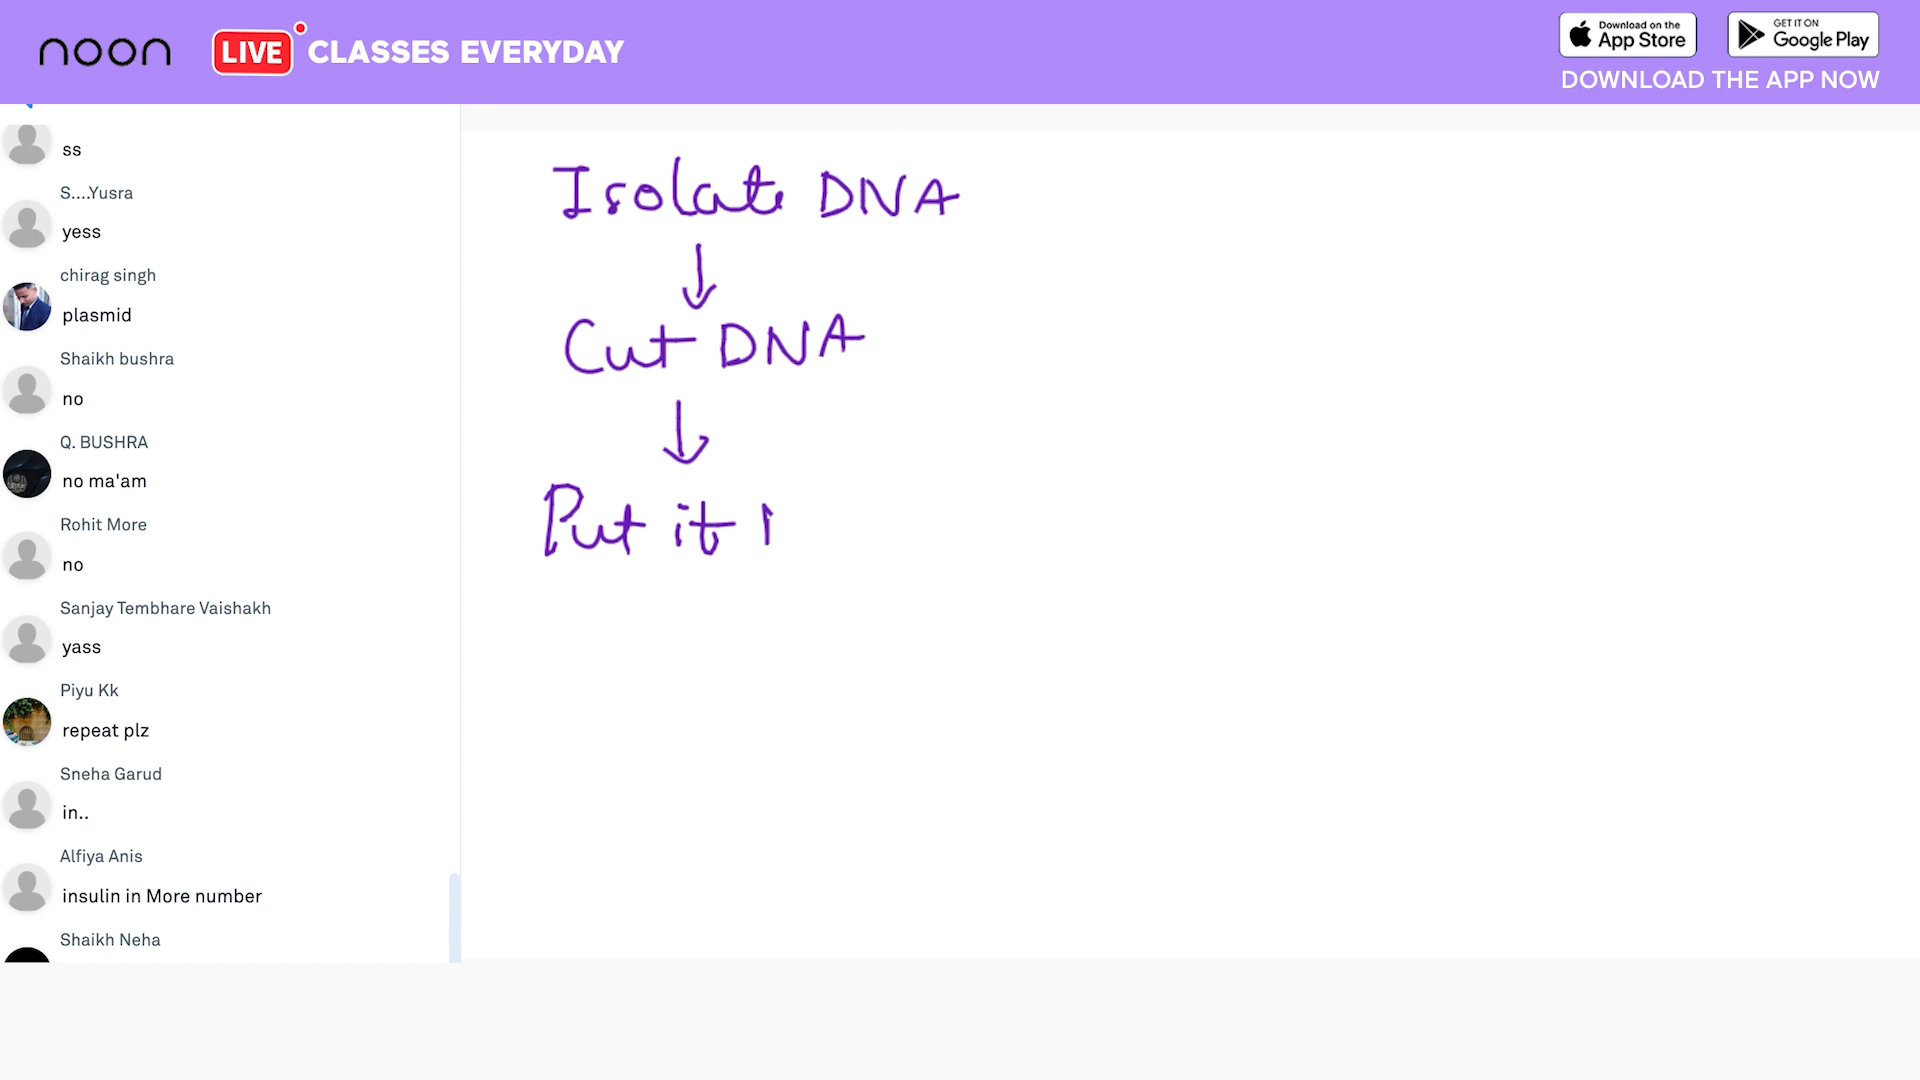 noon LIVE CLASSES EVERYDAY
Download on the App Store
GET IT ON Google Play
DOWNLOAD THE APP NOW
ss
S....Yusra
yess
chirag singh
plasmid
Shaikh bushra
no
Q. BUSHRA
no ma'am
Rohit More
no
Sanjay Tembhare Vaishakh
yass
Piyu Kk
repeat plz
Sneha Garud
in..
Alfiya Anis
insulin in More number
Shaikh Neha
Isolate DNA
↓
Cut DNA
↓
Put it